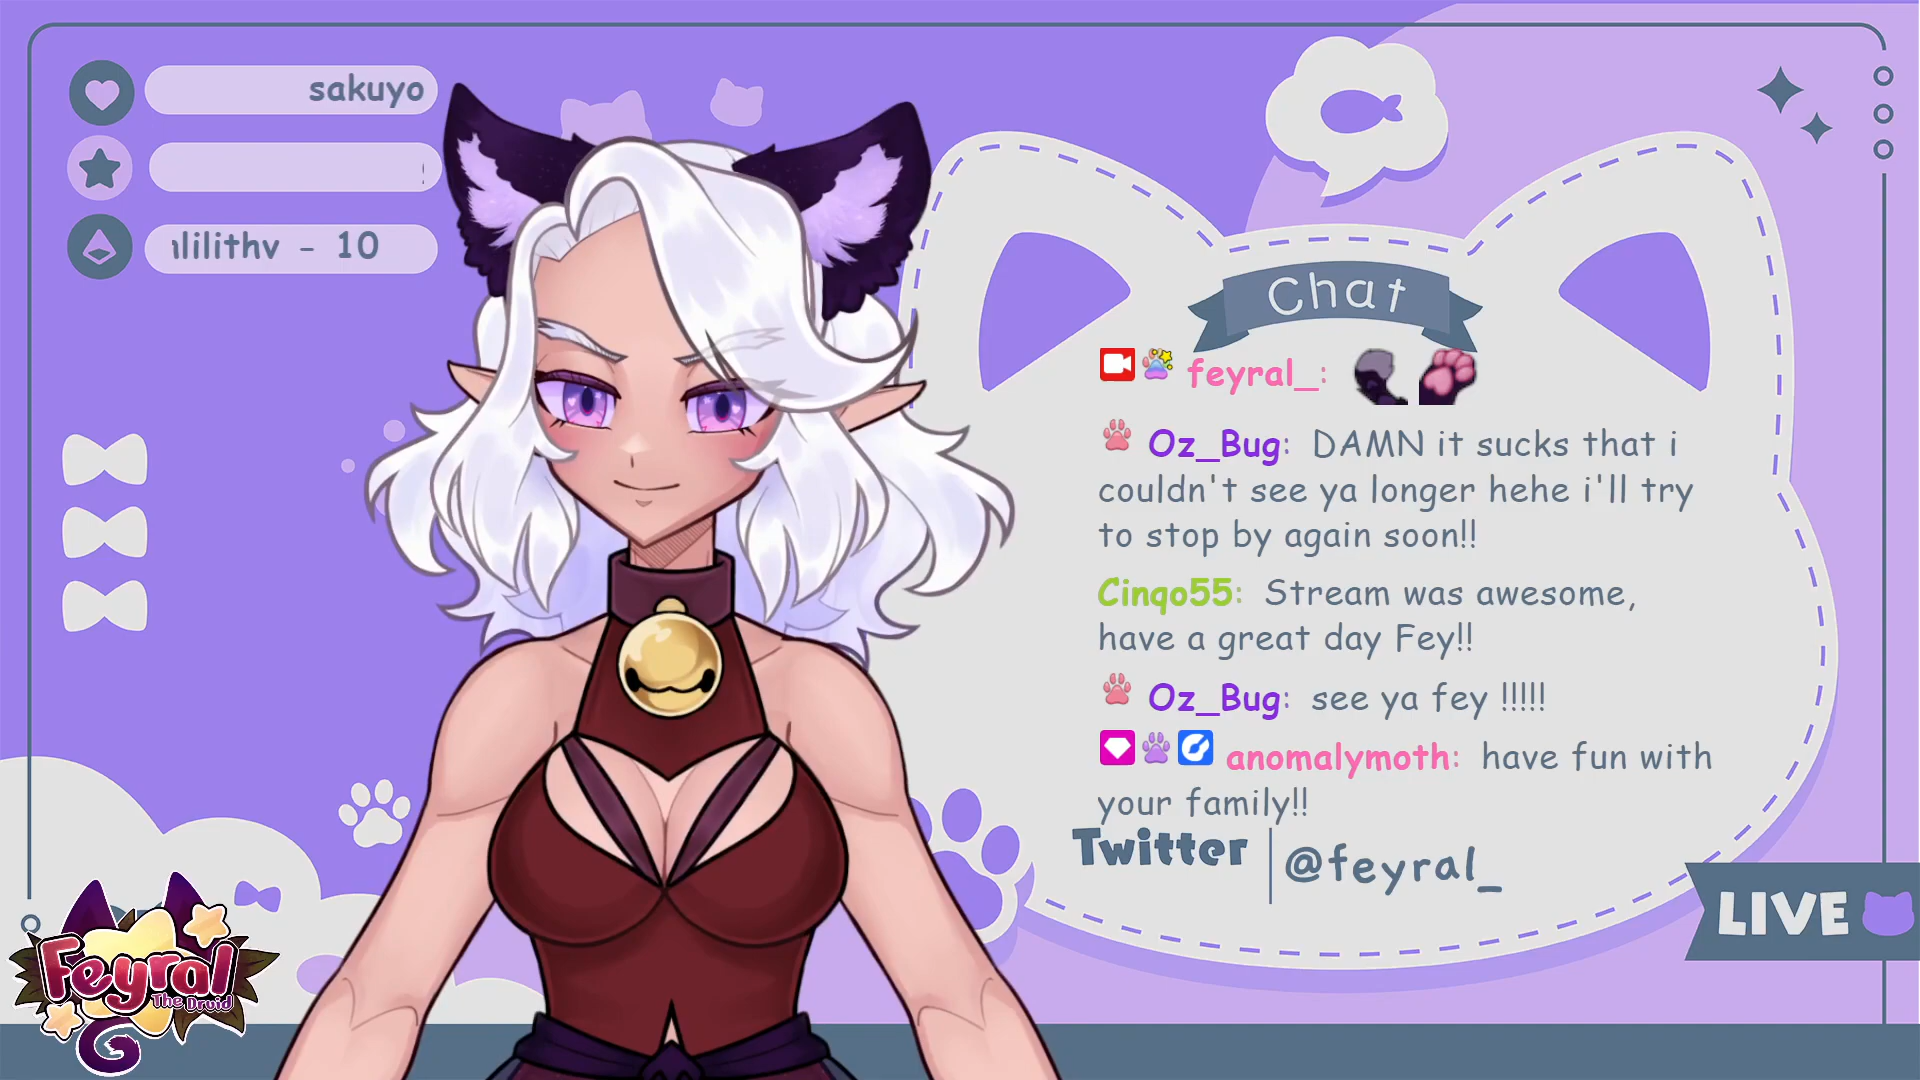 sakuyo
lilithv - 10
Chat
feyral_:
Oz_Bug: DAMN it sucks that i
couldn't see ya longer hehe i'll try
to stop by again soon!!
Cinqo55: Stream was awesome,
have a great day Fey!!
Oz_Bug: see ya fey !!!!!
anomalymoth: have fun with
your family!!
Twitter
@feyral_
LIVE
Feyral
The Druid